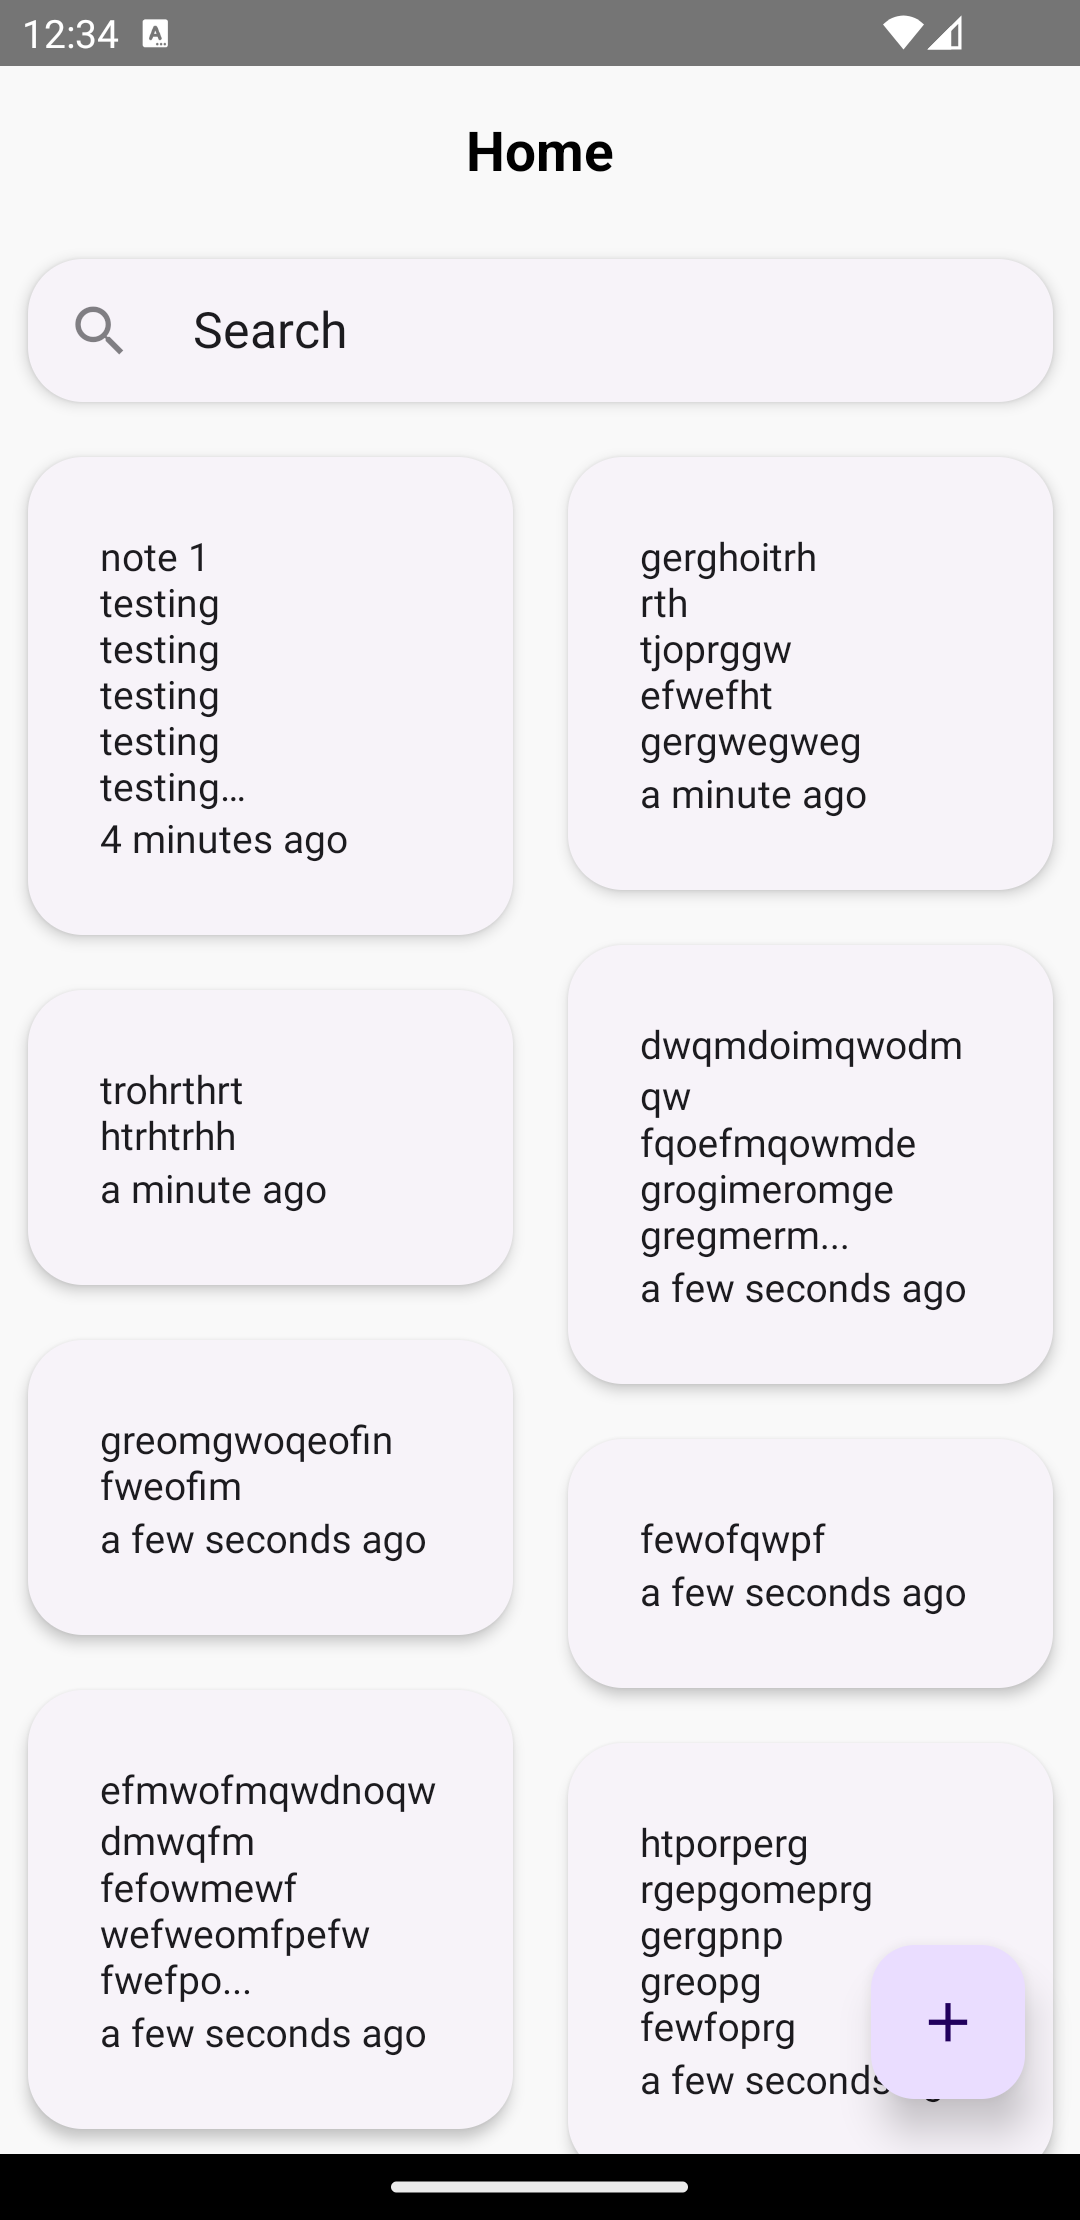 12:34
Home
Search
note 1
testing
testing
testing
testing
testing...
4 minutes ago
gerghoitrh
rth
tjoprggw
efwefht
gergwegweg
a minute ago
trohrthrt
htrhtrhh
a minute ago
dwqmdoimqwodm
qw
fqoefmqowmde
grogimeromge
gregmerm...
a few seconds ago
greomgwoqeofin
fweofim
a few seconds ago
fewofqwpf
a few seconds ago
efmwofmqwdnoqw
dmwqfm
fefowmewf
wefweomfpefw
fwefpo...
a few seconds ago
htporperg
rgepgomeprg
gergpnp
greopg
fewfoprg
a few seconds